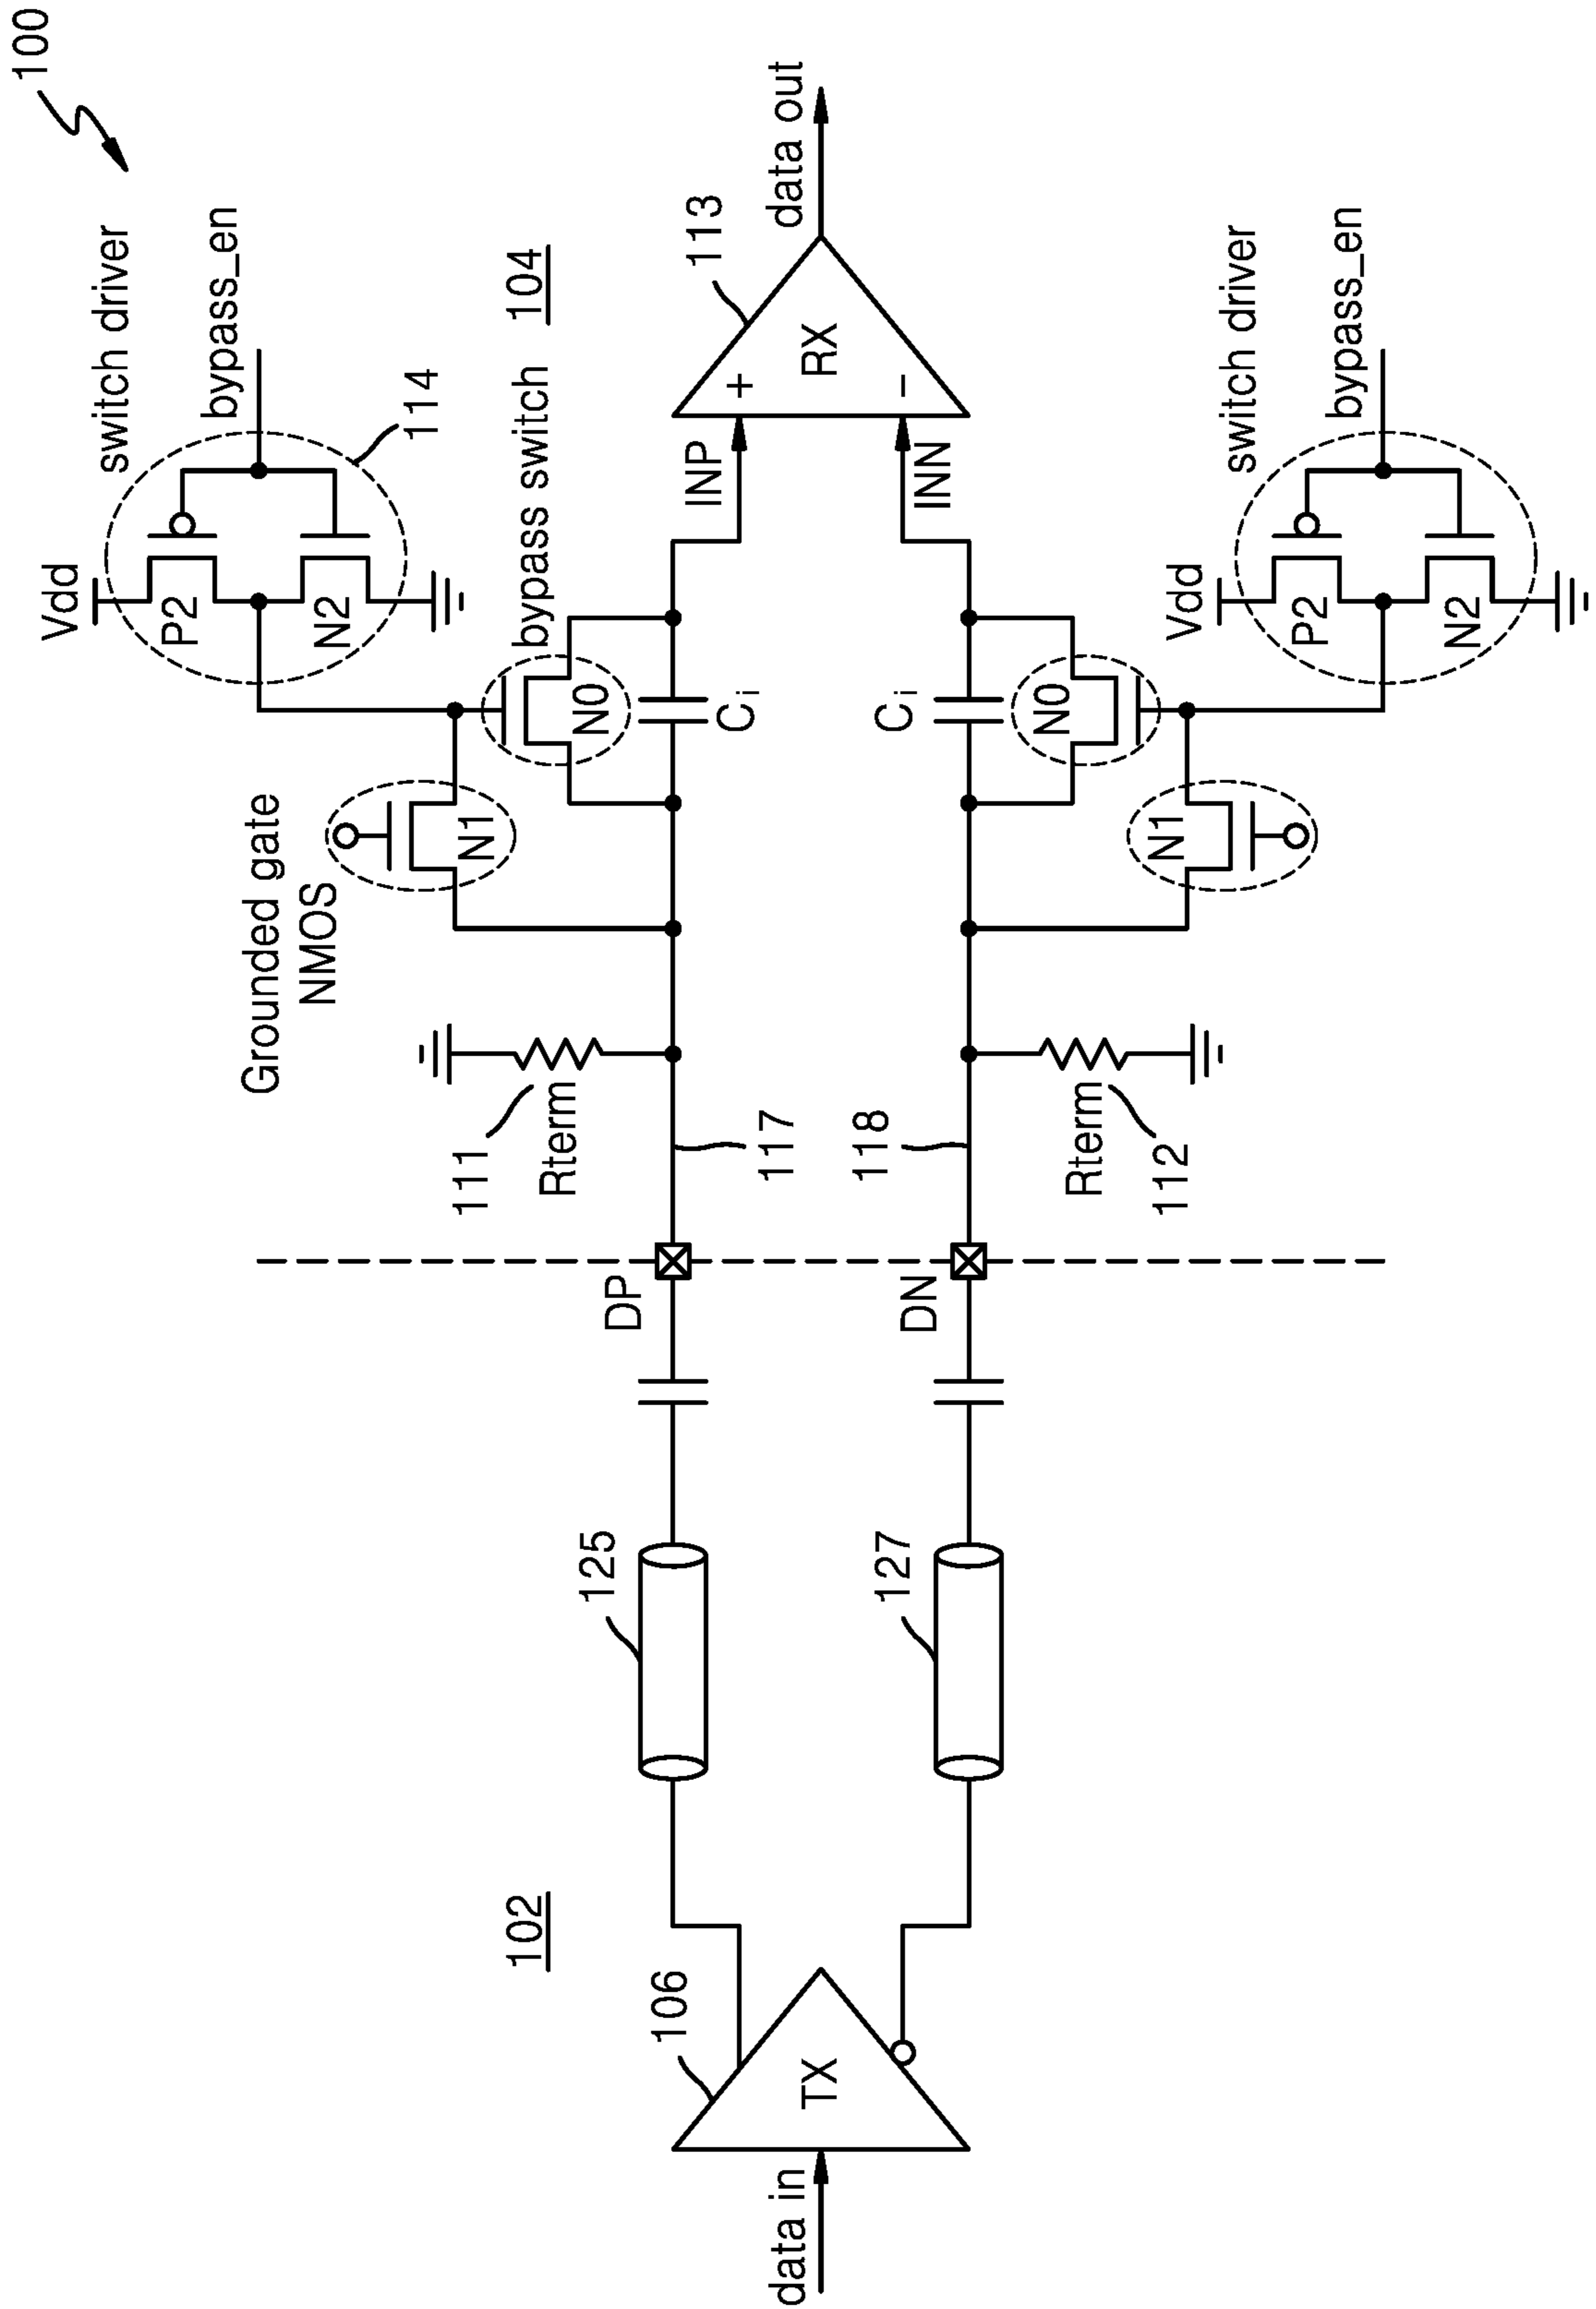 100
switch driver
bypass_en
114
Vdd
P2
N2
Grounded gate
NMOS
N1
bypass switch
N0
Ci
104
113
INP
+
RX
−
INN
data out
111
Rterm
117
DP
125
102
106
TX
data in
127
DN
118
Rterm
112
Ci
N0
N1
switch driver
bypass_en
Vdd
P2
N2